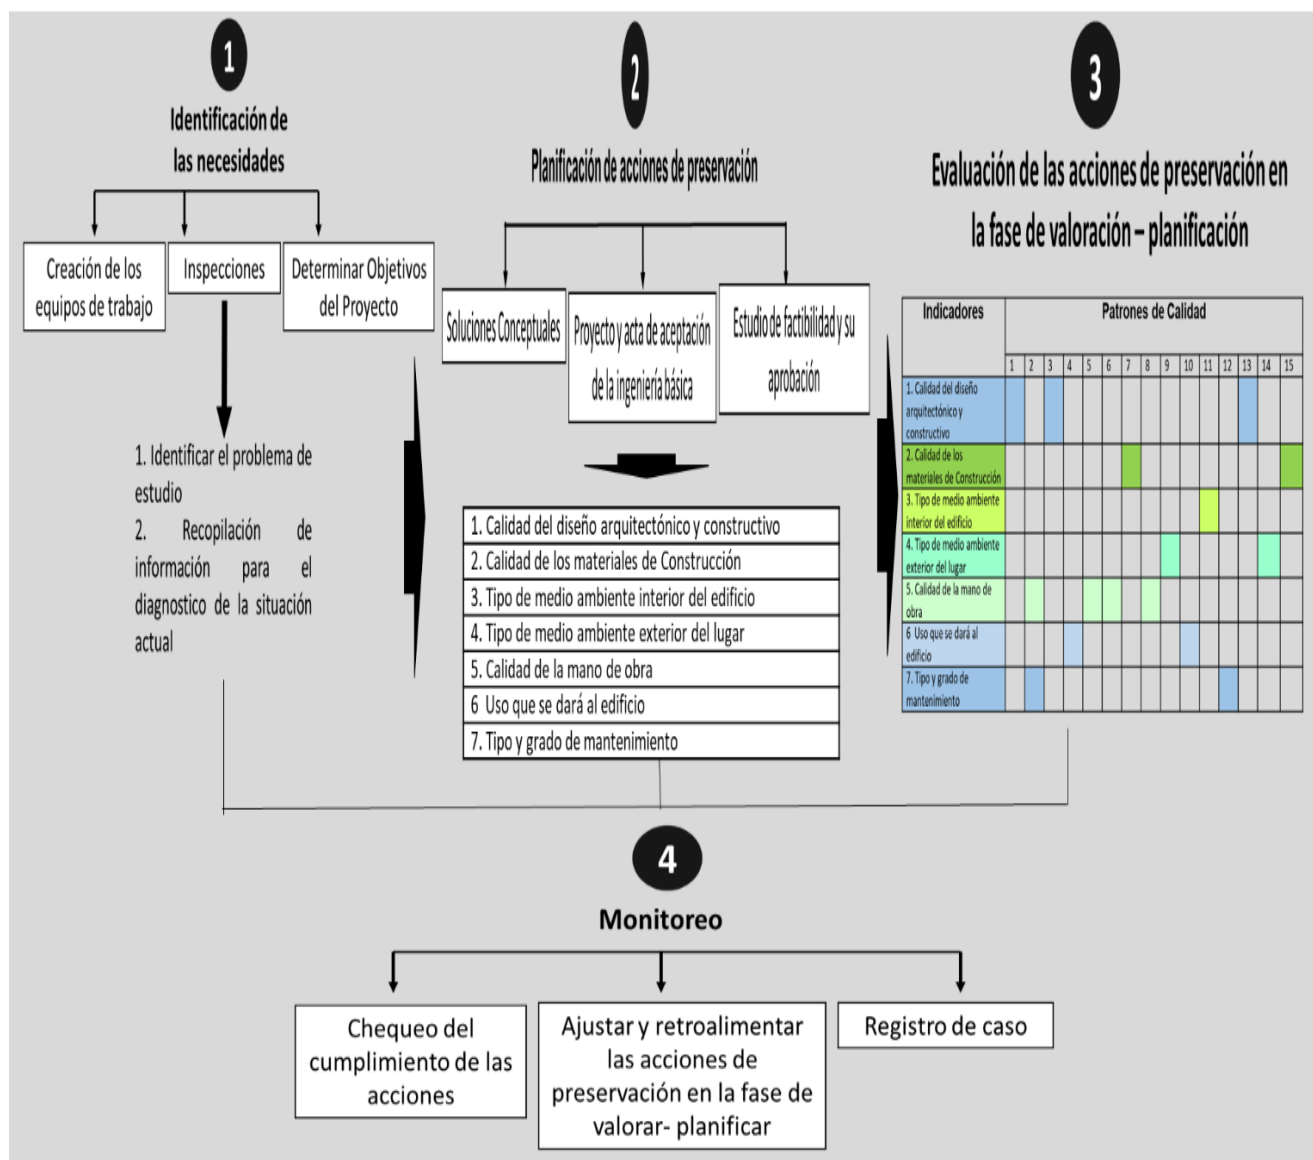 1
Identificación de
las necesidades
Creación de los
equipos de trabajo
Inspecciones
Determinar Objetivos
del Proyecto
1. Identificar el problema de
estudio
2. Recopilación de
información para el
diagnostico de la situación
actual
2
Planificación de acciones de preservación
Soluciones Conceptuales
Proyecto y acta de aceptación
de la ingeniería básica
Estudio de factibilidad y su
aprobación
1. Calidad del diseño arquitectónico y constructivo
2. Calidad de los materiales de Construcción
3. Tipo de medio ambiente interior del edificio
4. Tipo de medio ambiente exterior del lugar
5. Calidad de la mano de obra
6 Uso que se dará al edificio
7. Tipo y grado de mantenimiento
3
Evaluación de las acciones de preservación en
la fase de valoración – planificación
Indicadores
Patrones de Calidad
1 2 3 4 5 6 7 8 9 10 11 12 13 14 15
1. Calidad del diseño
arquitectónico y
constructivo
2. Calidad de los
materiales de Construcción
3. Tipo de medio ambiente
interior del edificio
4. Tipo de medio ambiente
exterior del lugar
5. Calidad de la mano de
obra
6 Uso que se dará al
edificio
7. Tipo y grado de
mantenimiento
4
Monitoreo
Chequeo del
cumplimiento de las
acciones
Ajustar y retroalimentar
las acciones de
preservación en la fase de
valorar- planificar
Registro de caso